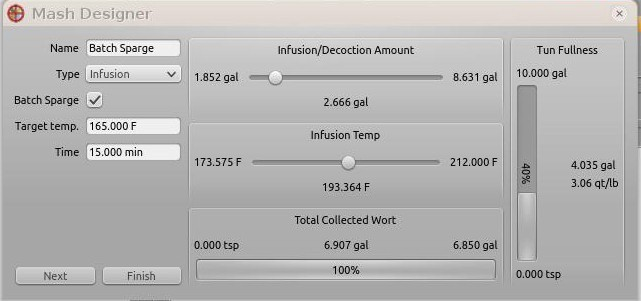 Mash Designer
Name Batch Sparge
Type Infusion
Batch Sparge
Target temp. 165.000 F
Time 15.000 min
Next Finish
Infusion/Decoction Amount
1.852 gal 8.631 gal
2.666 gal
Infusion Temp
173.575 F 212.000 F
193.364 F
Total Collected Wort
0.000 tsp 6.907 gal 6.850 gal
100%
Tun Fullness
10.000 gal
40%
4.035 gal
3.06 qt/lb
0.000 tsp